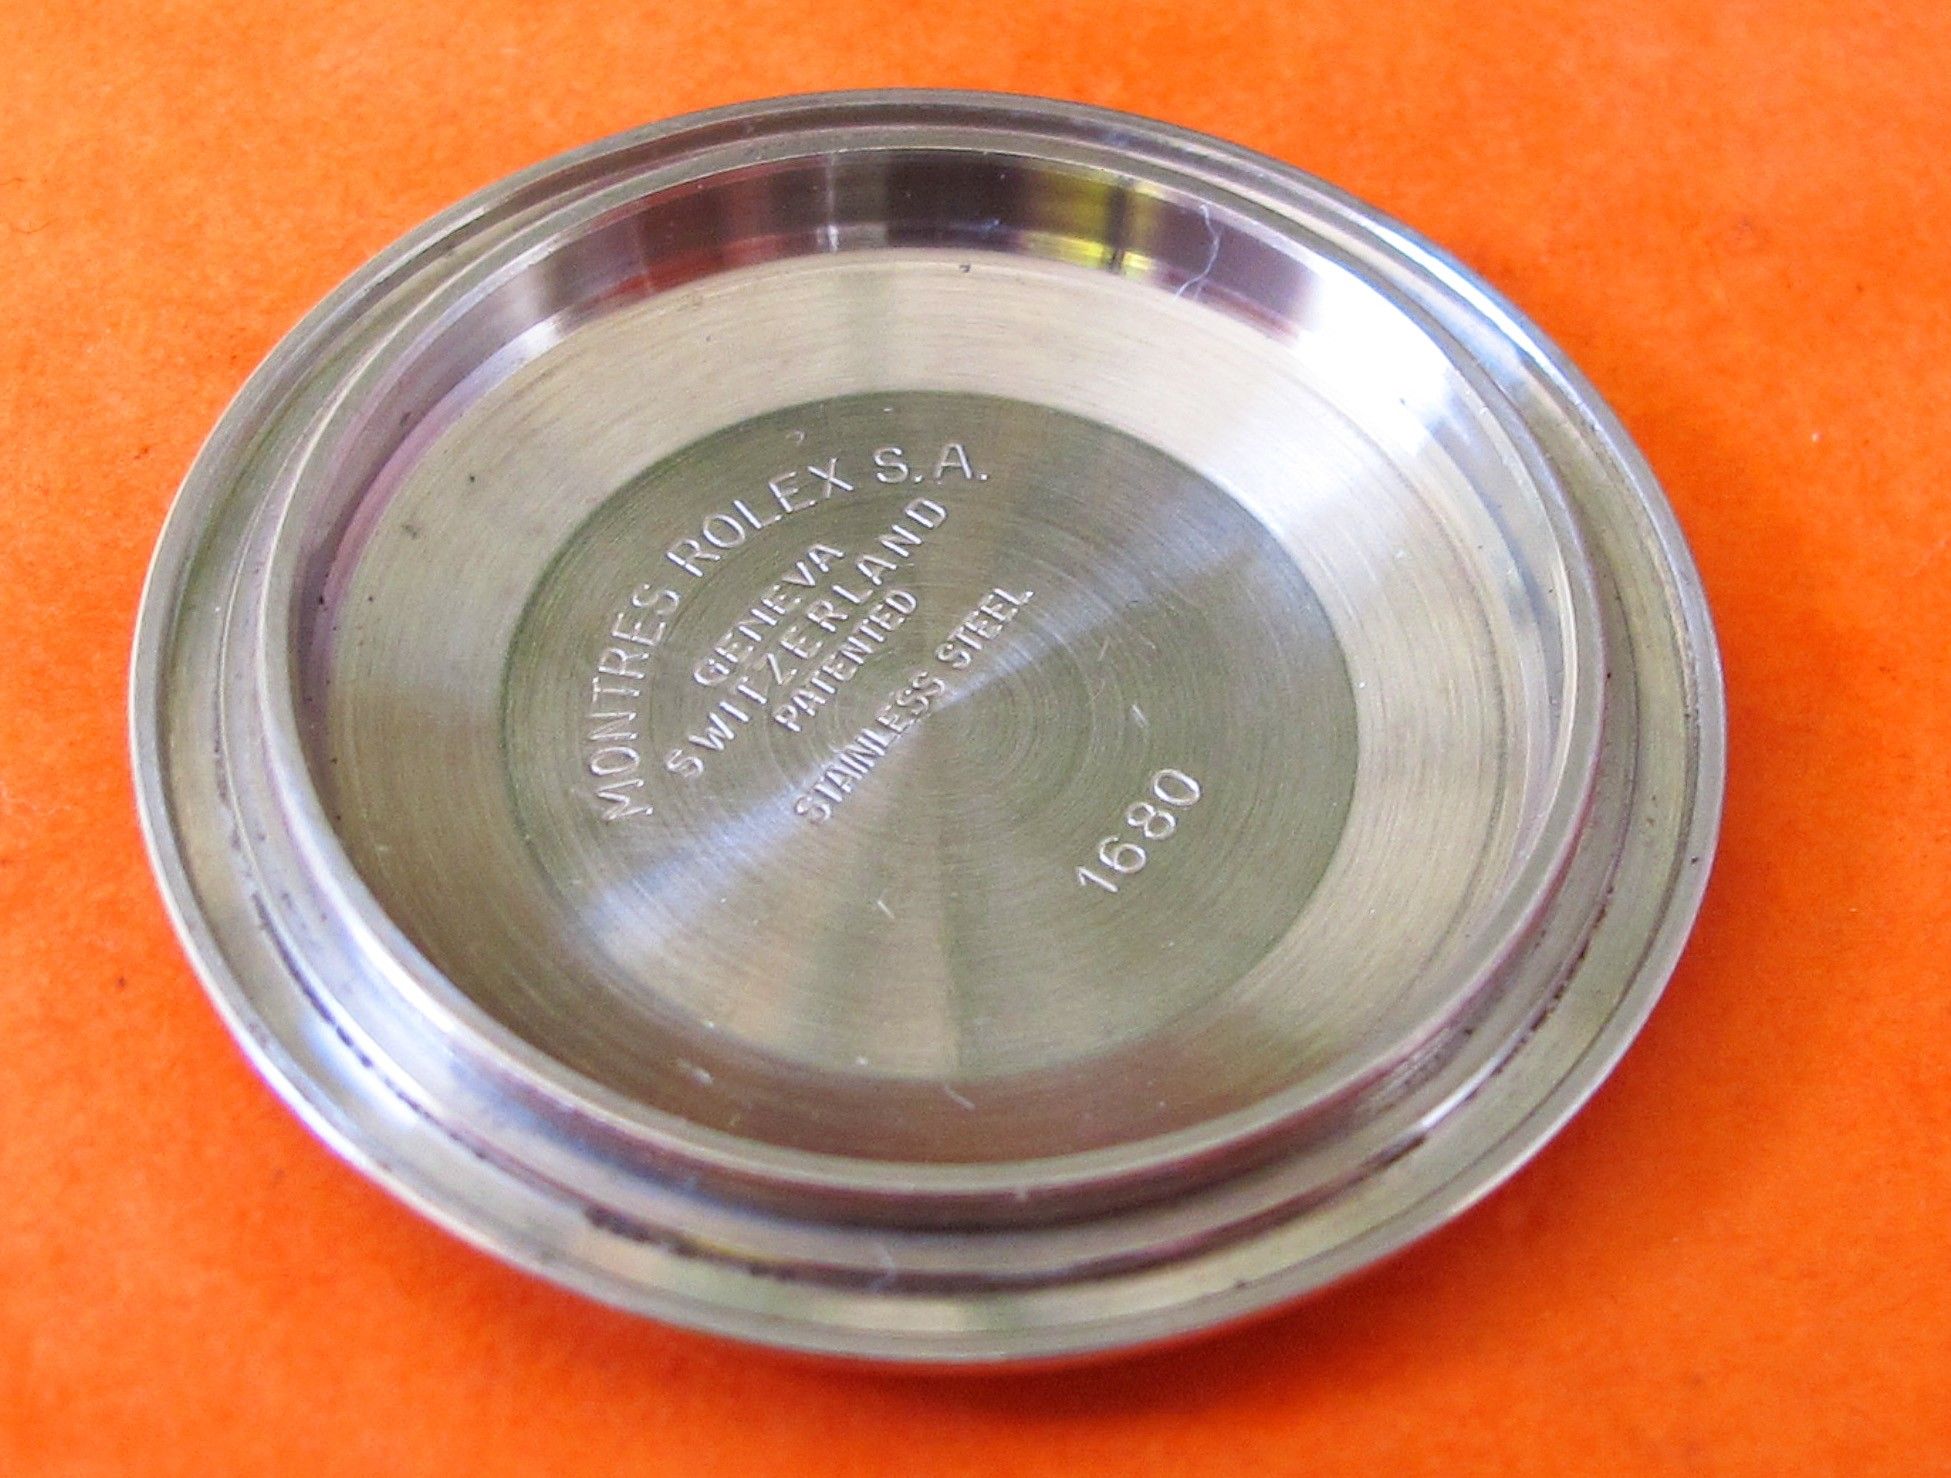 MONTRES ROLEX S.A.
GENEVA
SWITZERLAND
PATENTED
STAINLESS STEEL
1680